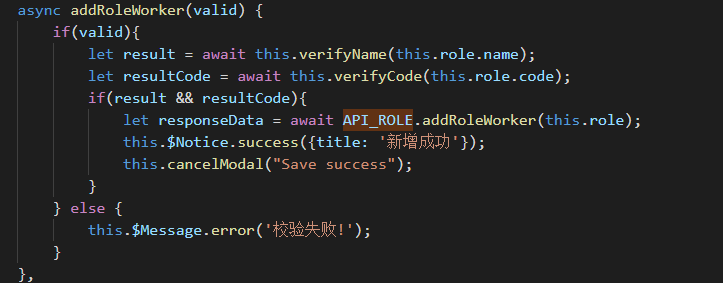 async addRoleWorker(valid) {
if(valid){
let result = await this.verifyName(this.role.name);
let resultCode = await this.verifyCode(this.role.code);
if(result && resultCode){
let responseData = await API_ROLE.addRoleWorker(this.role);
this.$Notice.success({title: '新增成功'});
this.cancelModal("Save success");
}
} else {
this.$Message.error('校验失败!');
}
},